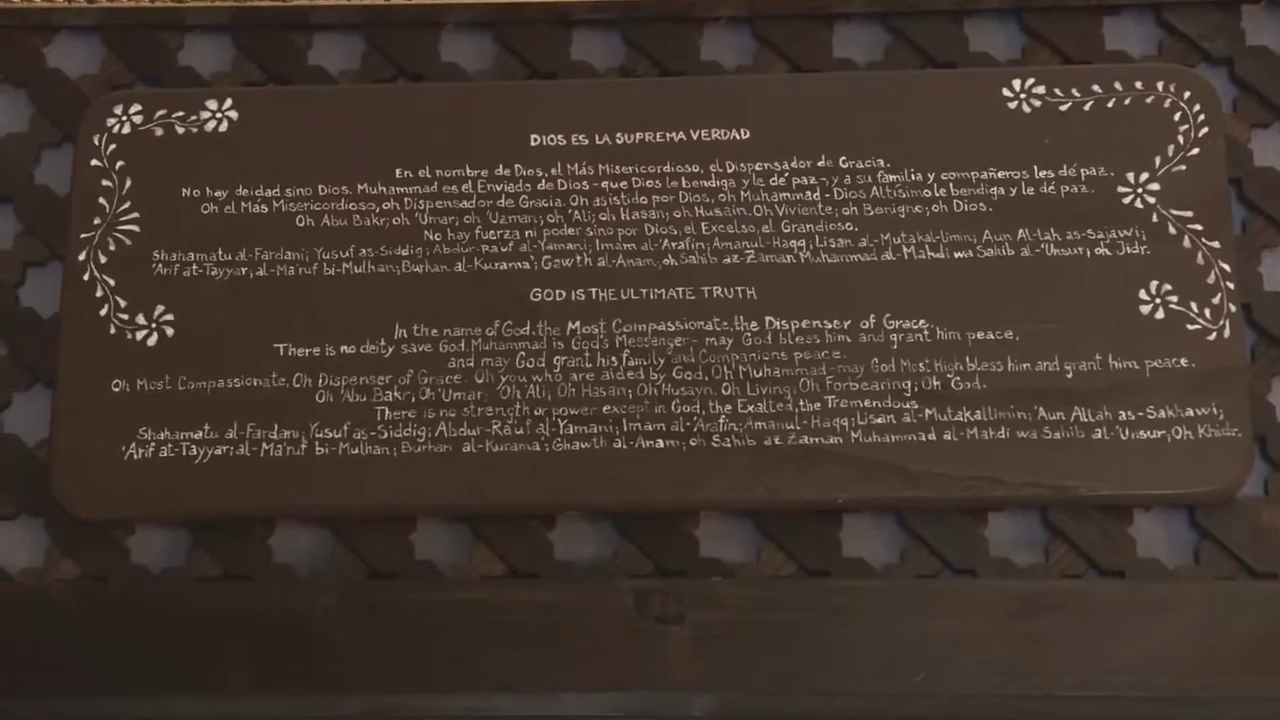 DIOS ES LA SUPREMA VERDAD
En el nombre de Dios, el Más Misericordioso, el Dispensador de Gracia.
No hay deidad sino Dios. Muhammad es el Enviado de Dios - que Dios le bendiga y le dé paz -, y a su familia y compañeros les dé paz.
Oh el Más Misericordioso, oh Dispensador de Gracia. Oh asistido por Dios, oh Muhammad - Dios Altísimo le bendiga y le dé paz.
Oh Abu Bakr; oh 'Umar; oh 'Uzman; oh 'Ali; oh Hasan; oh Husain. Oh Viviente; oh Benigno; oh Dios.
No hay fuerza ni poder sino por Dios, el Excelso, el Grandioso.
Shahamatu al-Fardani; Yusuf as-Siddiq; Abdur-Ra'uf al-Yamani; Imam al-'Arafin; Amanul-Haqq; Lisan al-Mutakal-limin; Aun Al-lah as-Sajawi;
'Arif at-Tayyar; al-Ma'ruf bi-Mulhan; Burhan al-Kurama'; Gawth al-Anam, oh Sahib az-Zaman Muhammad al-Mahdi wa Sahib al-'Unsur; oh Jidr.
GOD IS THE ULTIMATE TRUTH
In the name of God, the Most Compassionate, the Dispenser of Grace.
There is no deity save God. Muhammad is God's Messenger - may God bless him and grant him peace,
and may God grant his family and Companions peace.
Oh Most Compassionate, Oh Dispenser of Grace. Oh you who are aided by God, Oh Muhammad - may God Most High bless him and grant him peace.
Oh 'Abu Bakr; Oh 'Umar; 'Oh 'Ali; Oh Hasan; Oh Husayn. Oh Living; Oh Forbearing; Oh God.
There is no strength or power except in God, the Exalted, the Tremendous
Shahamatu al-Fardani; Yusuf as-Siddiq; Abdur-Ra'uf al-Yamani; Imam al-'Arafin; Amanul-Haqq; Lisan al-Mutakallimin; 'Aun Allah as-Sakhawi;
'Arif at-Tayyar; al-Ma'ruf bi-Mulhan; Burhan al-Kurama'; Ghawth al-Anam; oh Sahib az Zaman Muhammad al-Mahdi wa Sahib al-'Unsur; Oh Khidr.